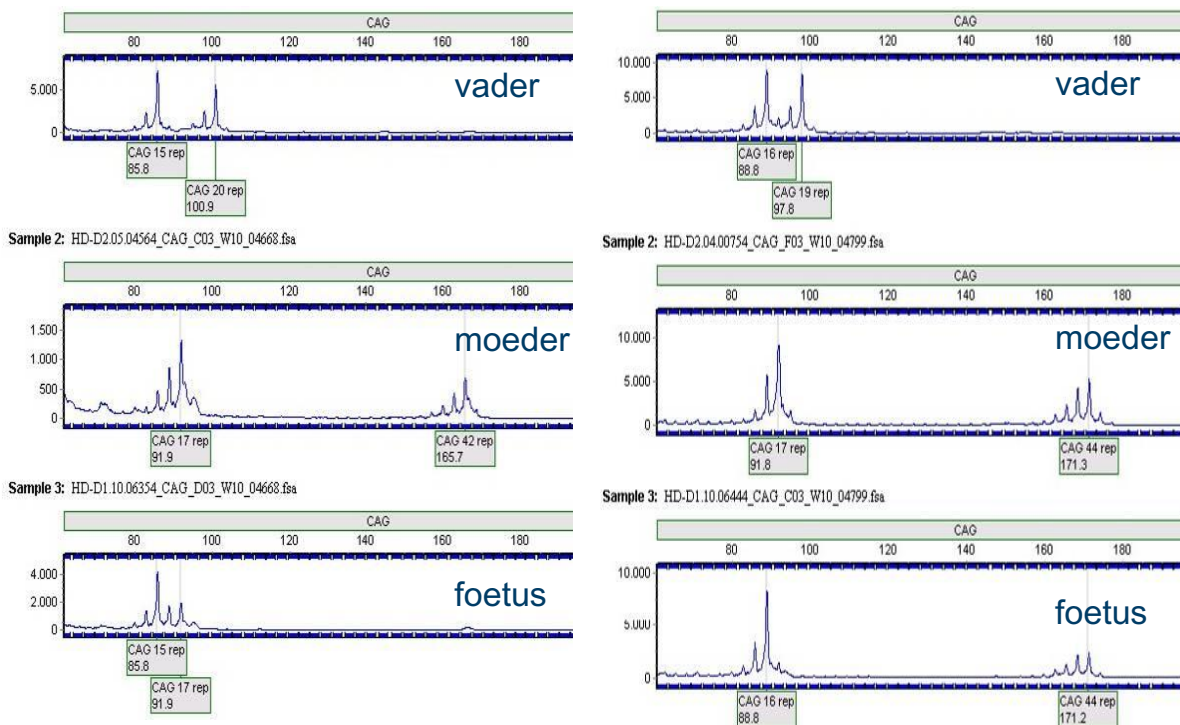 CAG
80 100 120 140 160 180
5.000
0
vader
CAG 15 rep
85.8
CAG 20 rep
100.9
Sample 2: HD-D2.05.04564_CAG_C03_W10_04668.fsa
CAG
80 100 120 140 160 180
1.500
1.000
500
0
moeder
CAG 17 rep
91.9
CAG 42 rep
165.7
Sample 3: HD-D1.10.06354_CAG_D03_W10_04668.fsa
CAG
80 100 120 140 160 180
4.000
2.000
0
foetus
CAG 15 rep
85.8
CAG 17 rep
91.9
CAG
80 100 120 140 160 180
10.000
5.000
0
vader
CAG 16 rep
88.8
CAG 19 rep
97.8
Sample 2: HD-D2.04.00754_CAG_F03_W10_04799.fsa
CAG
80 100 120 140 160 180
10.000
5.000
0
moeder
CAG 17 rep
91.8
CAG 44 rep
171.3
Sample 3: HD-D1.10.06444_CAG_C03_W10_04799.fsa
CAG
80 100 120 140 160 180
10.000
5.000
0
foetus
CAG 16 rep
88.8
CAG 44 rep
171.2